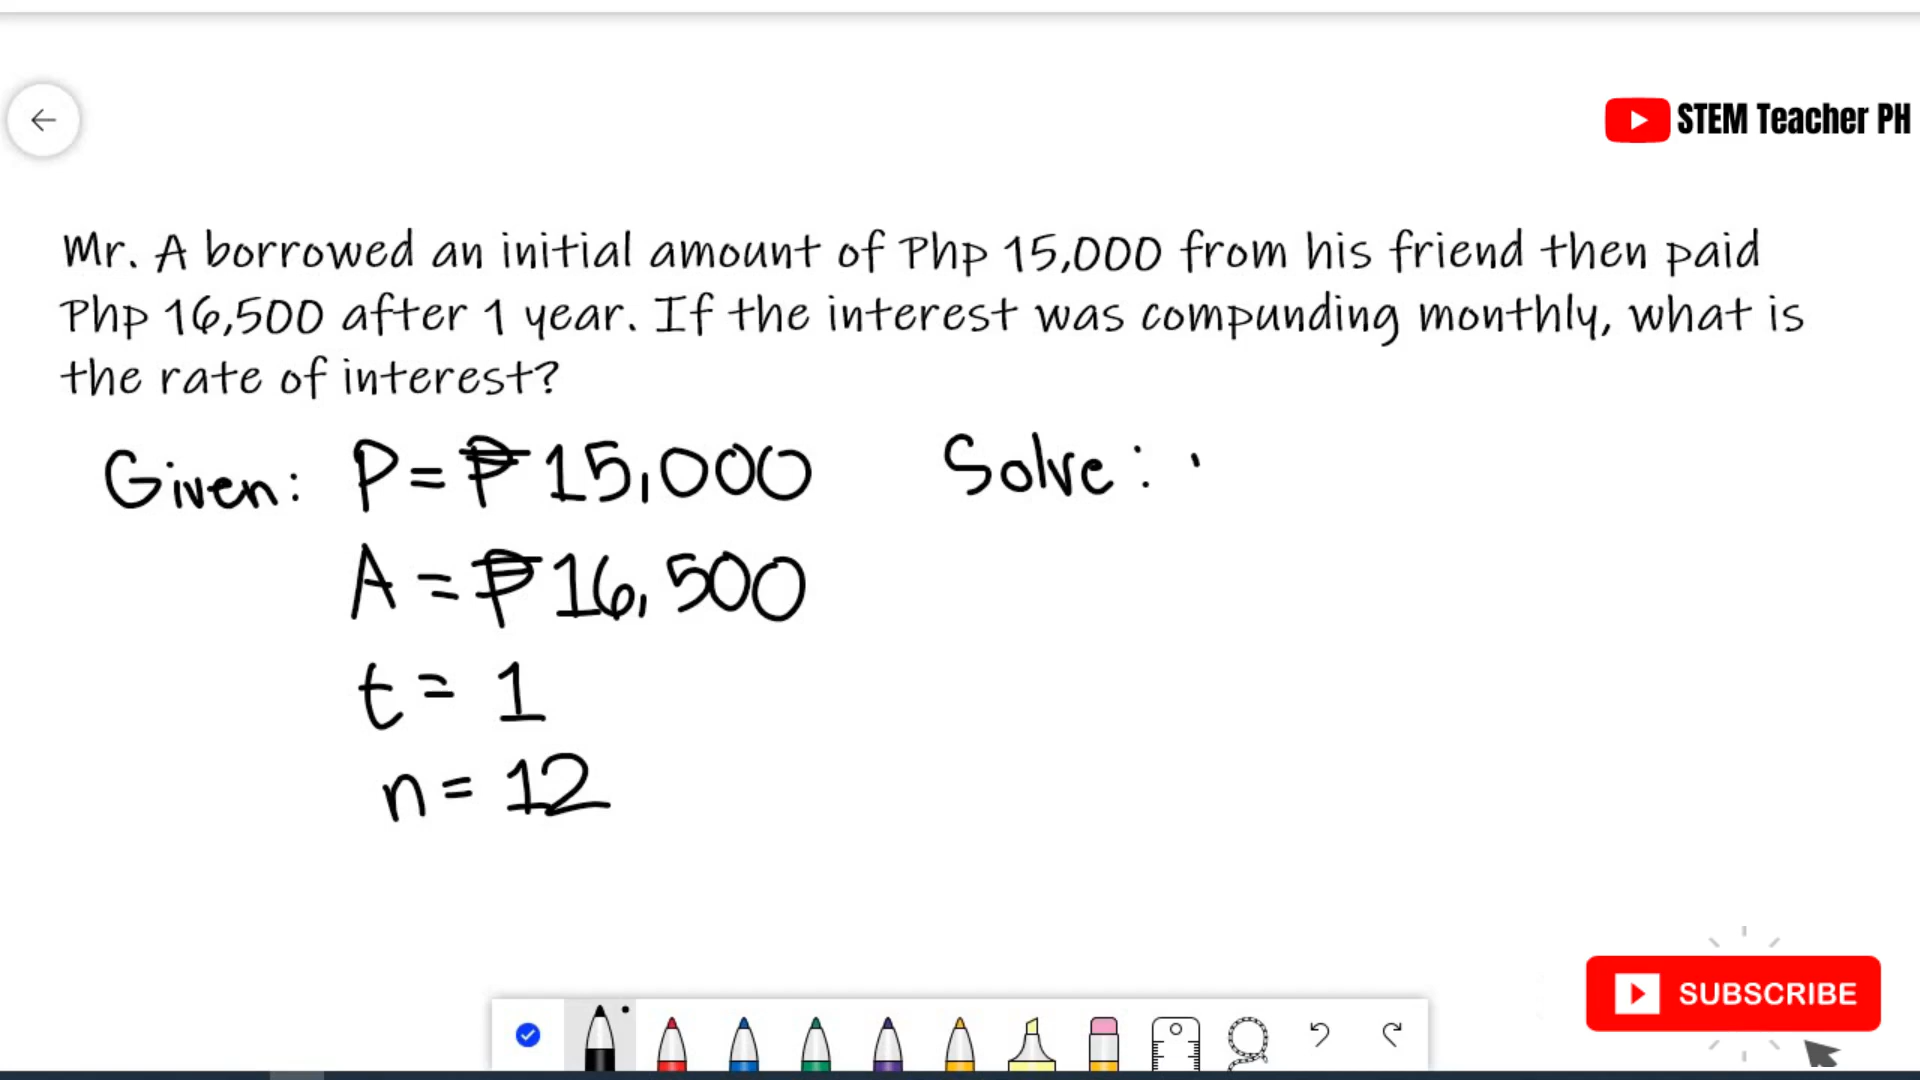 STEM Teacher PH
Mr. A borrowed an initial amount of Php 15,000 from his friend then paid
Php 16,500 after 1 year. If the interest was compunding monthly, what is
the rate of interest?
Given: P = ₱ 15,000 Solve:
A = ₱ 16,500
t = 1
n = 12
SUBSCRIBE